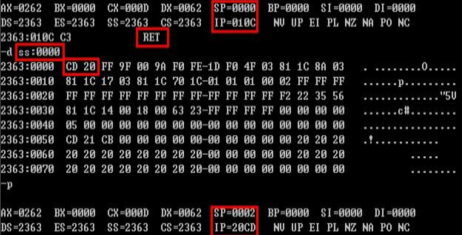 AX=0262 BX=0000 CX=000D DX=0062 SP=0000 BP=0000 SI=0000 DI=0000
DS=2363 ES=2363 SS=2363 CS=2363 IP=010C NV UP EI PL NZ NA PO NC
2363:010C C3 RET
-d ss:0000
2363:0000 CD 20 FF 9F 00 9A F0 FE-1D F0 4F 03 81 1C 8A 03 . ........O.....
2363:0010 81 1C 17 03 81 1C 70 1C-01 01 01 00 02 FF FF FF ......p.........
2363:0020 FF FF FF FF FF FF FF FF-FF FF FF FF F2 22 35 56 ............."5V
2363:0030 81 1C 14 00 18 00 63 23-FF FF FF FF 00 00 00 00 ......c#........
2363:0040 05 00 00 00 00 00 00 00-00 00 00 00 00 00 00 00 ................
2363:0050 CD 21 CB 00 00 00 00 00-00 00 00 00 00 20 20 20 .!...........
2363:0060 20 20 20 20 20 20 20 20-00 00 00 00 00 20 20 20 .....
2363:0070 20 20 20 20 20 20 20 20-00 00 00 00 00 00 00 00 ........
-p
AX=0262 BX=0000 CX=000D DX=0062 SP=0002 BP=0000 SI=0000 DI=0000
DS=2363 ES=2363 SS=2363 CS=2363 IP=20CD NV UP EI PL NZ NA PO NC